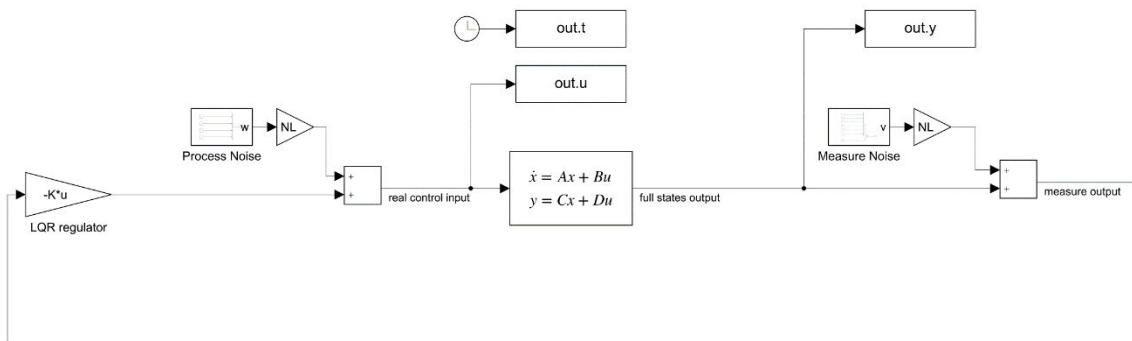 out.t
out.y
out.u
w
NL
Process Noise
v
NL
Measure Noise
+
+
+
+
-K*u
LQR regulator
real control input
ẋ = Ax + Bu
y = Cx + Du
full states output
measure output